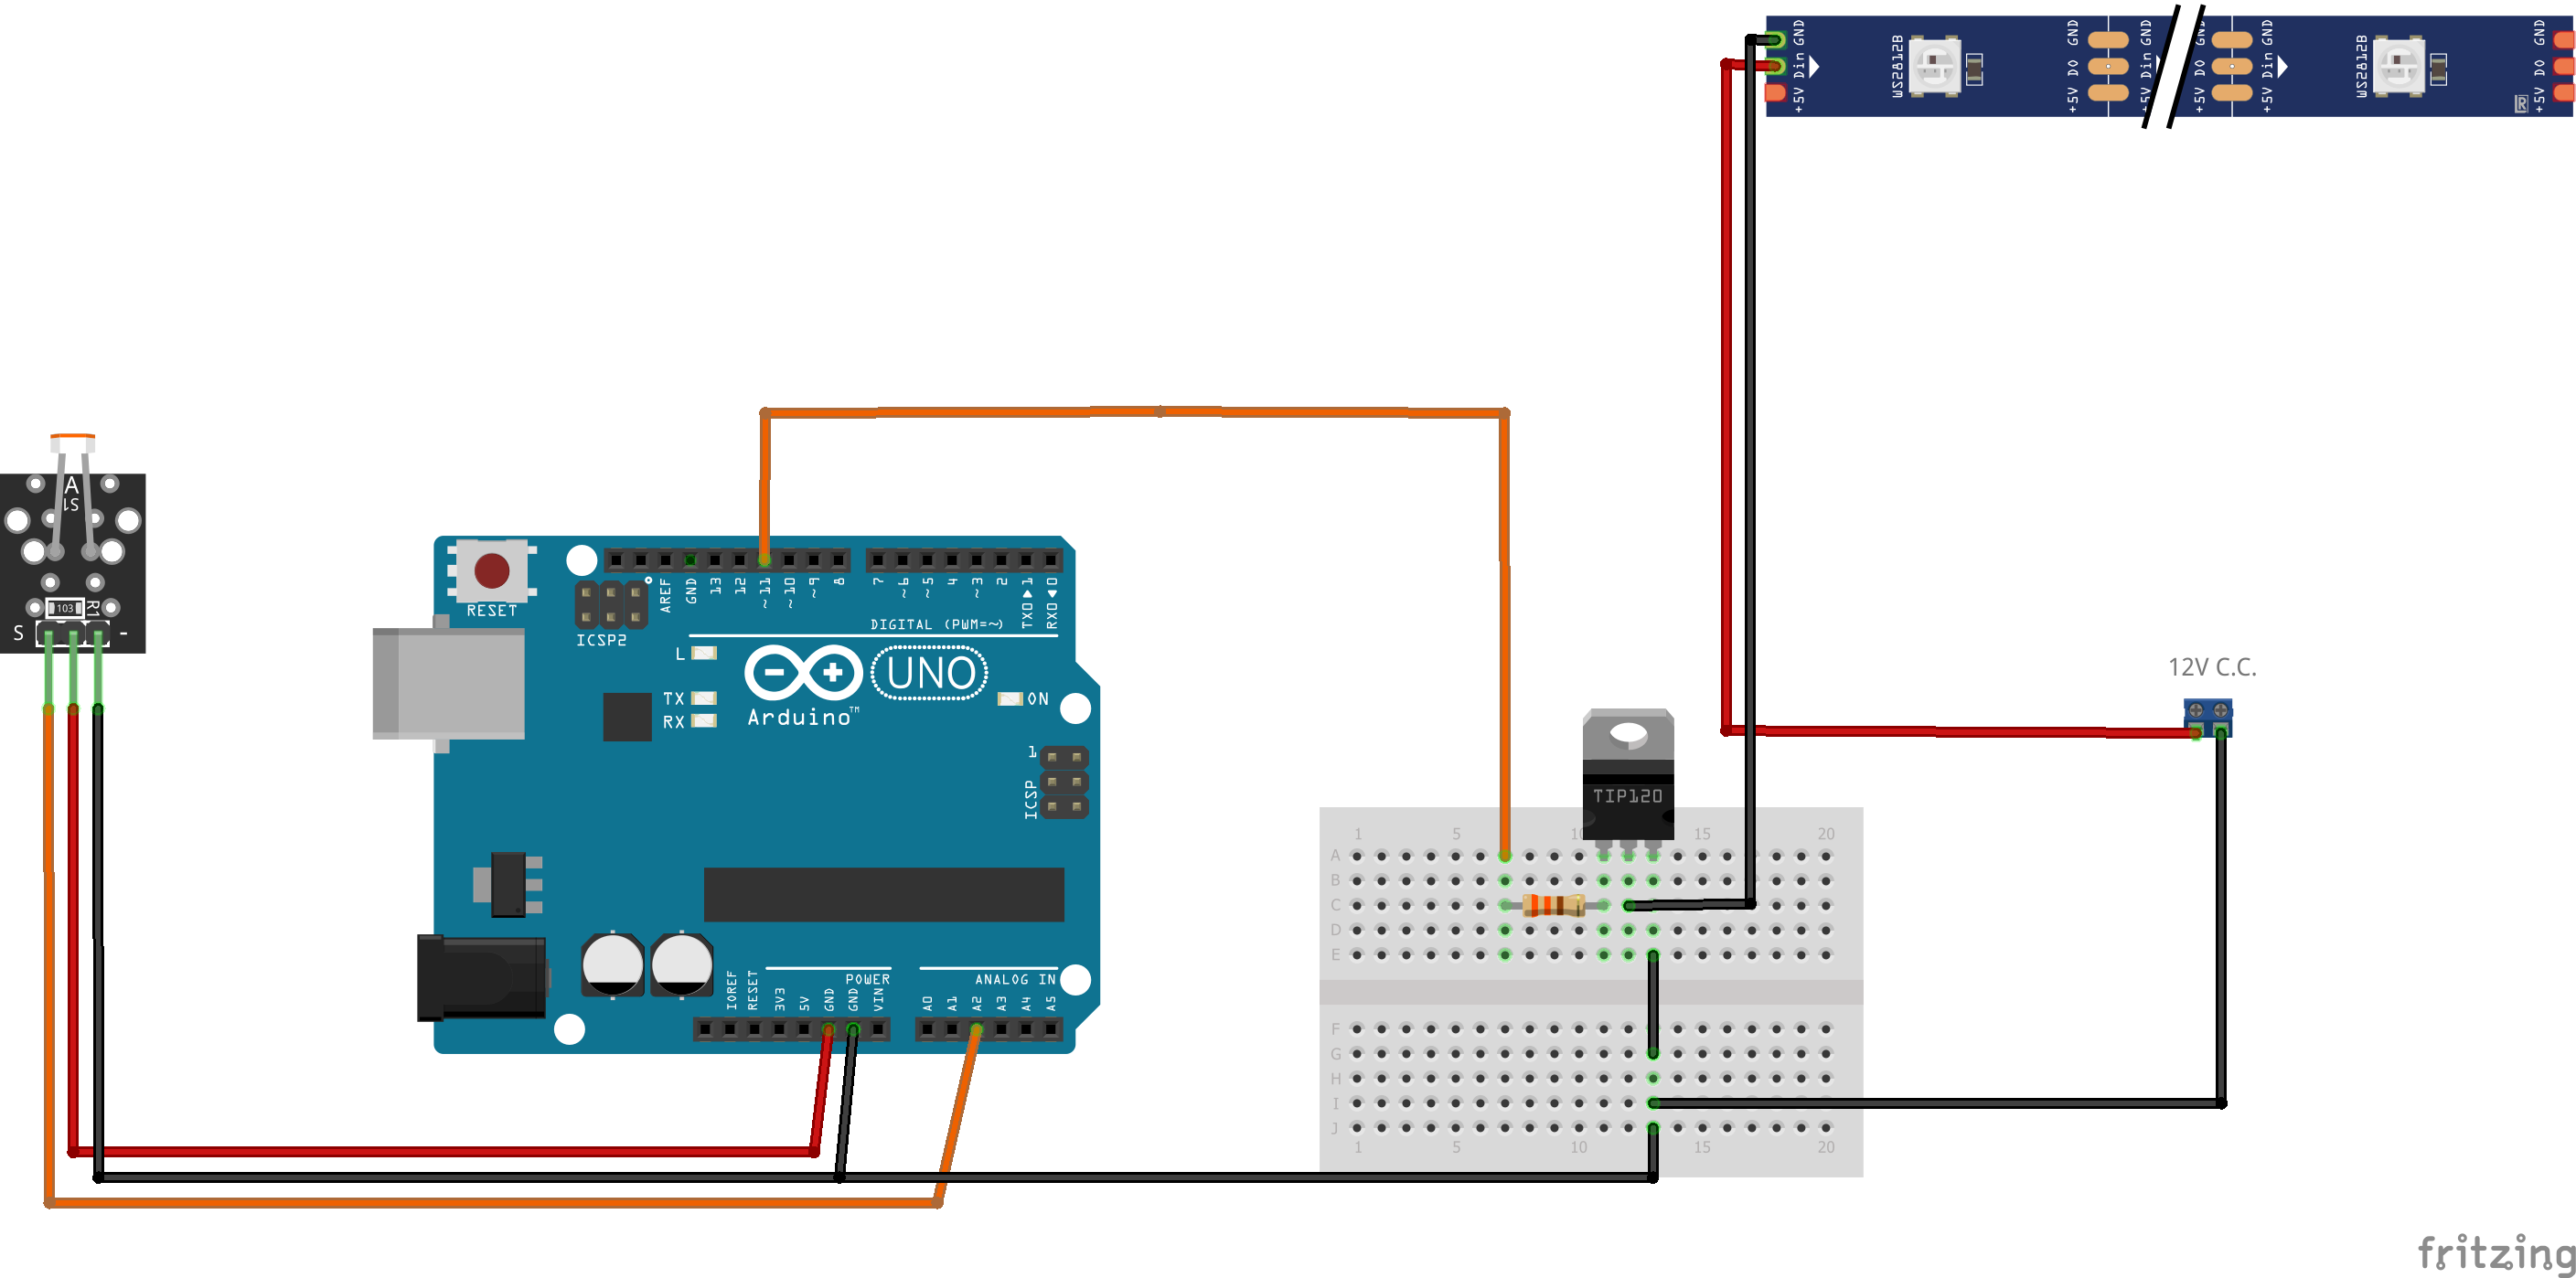 GND
Din
+5V
WS2812B
GND
DO
+5V
GND
Din
+5V
GND
DO
+5V
GND
Din
+5V
WS2812B
R
GND
DO
+5V
A
S1
103
R1
S
-
RESET
ICSP2
AREF
GND
13
12
~11
~10
~9
8
7
~6
~5
4
~3
2
TX0▶1
RX0◀0
DIGITAL (PWM=~)
L
TX
RX
- +
UNO
Arduino™
ON
1
ICSP
IOREF
RESET
3V3
5V
GND
GND
VIN
POWER
ANALOG IN
A0
A1
A2
A3
A4
A5
TIP120
12V C.C.
1 5 10 15 20
A
B
C
D
E
F
G
H
I
J
1 5 10 15 20
fritzing